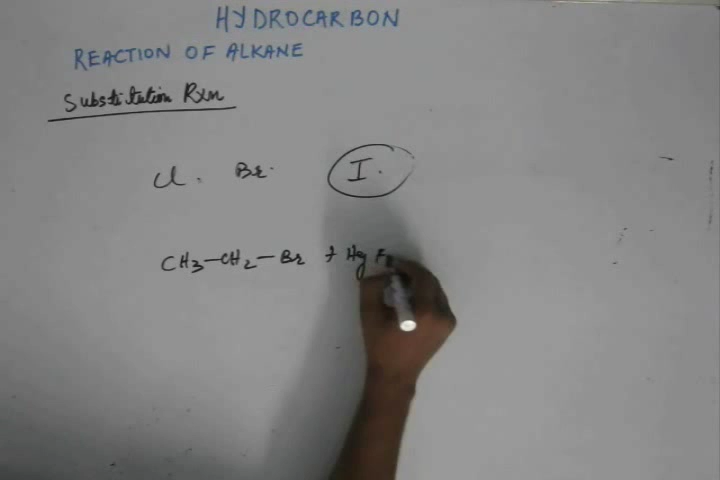 HYDROCARBON
REACTION OF ALKANE
Substitution Rxn
Cl. Br. I.
CH3-CH2-Br + Hg F